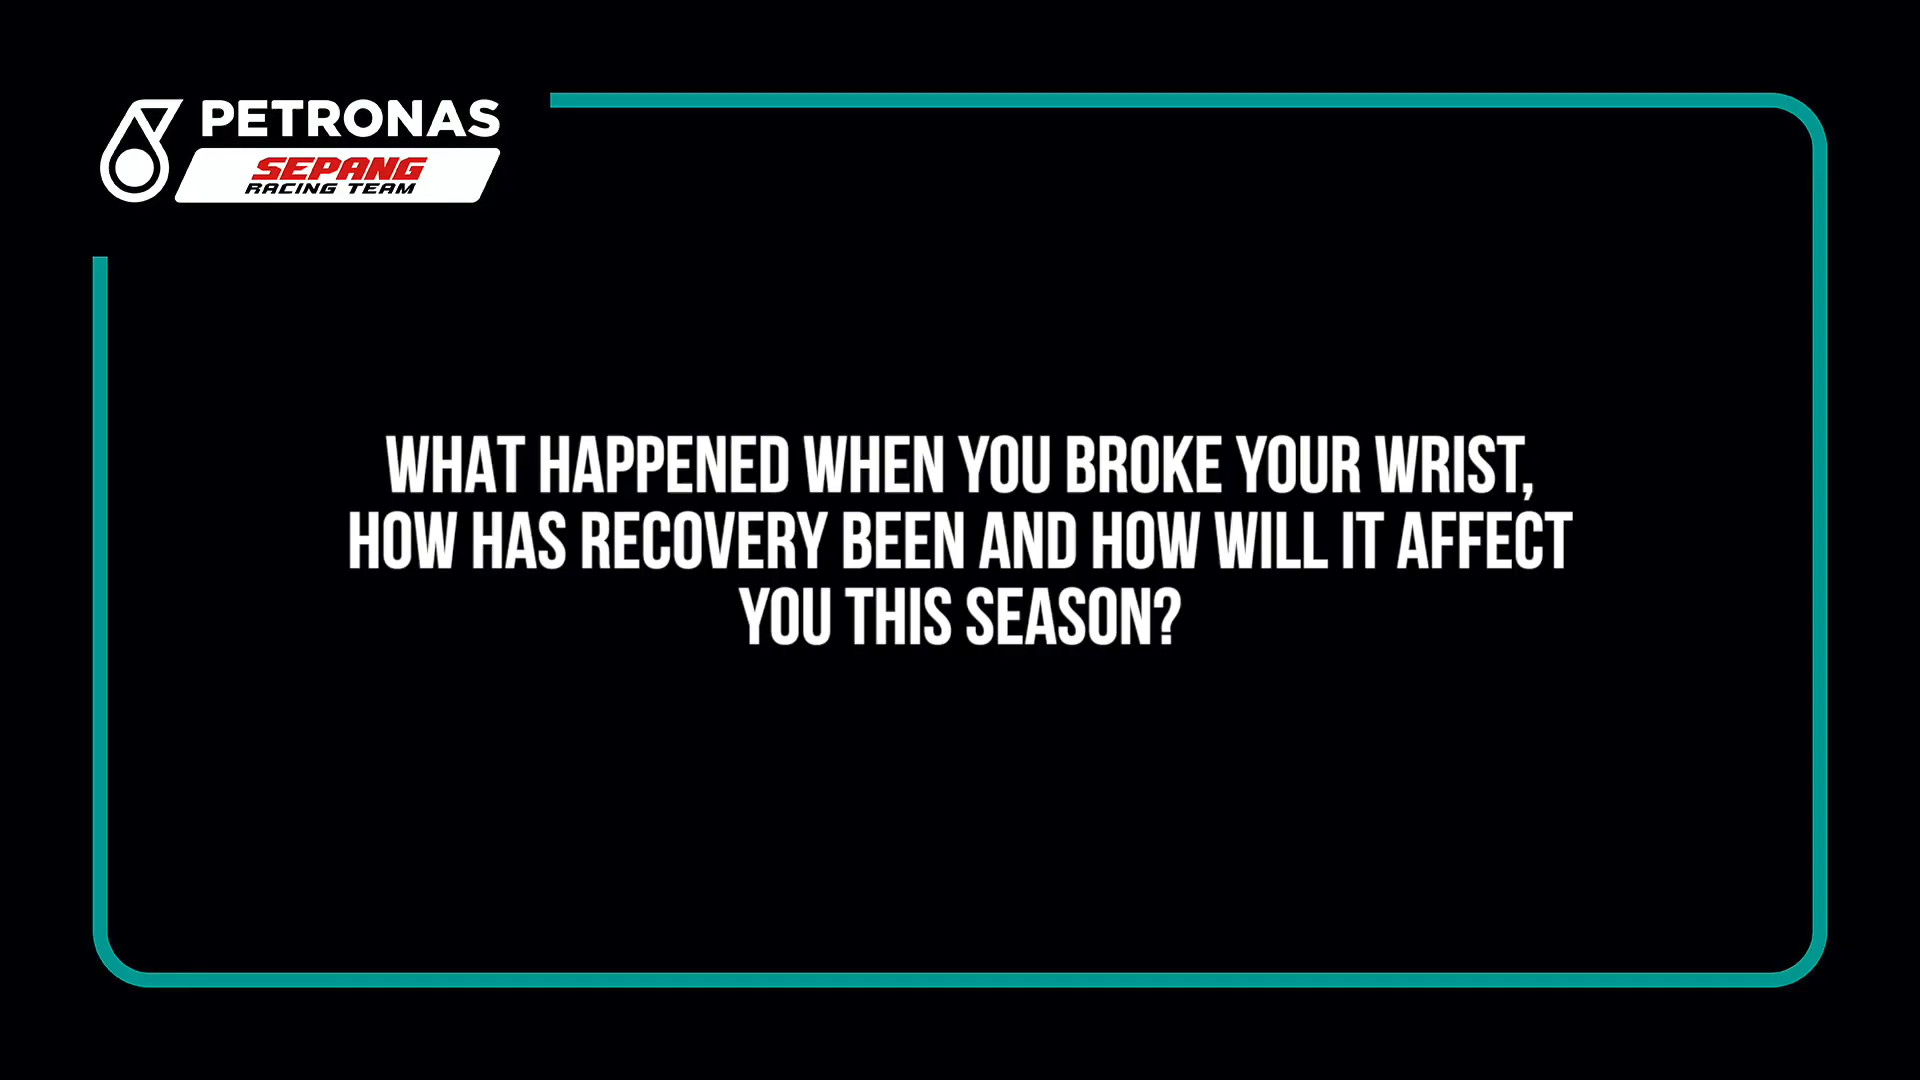 PETRONAS
SEPANG
RACING TEAM
WHAT HAPPENED WHEN YOU BROKE YOUR WRIST,
HOW HAS RECOVERY BEEN AND HOW WILL IT AFFECT
YOU THIS SEASON?